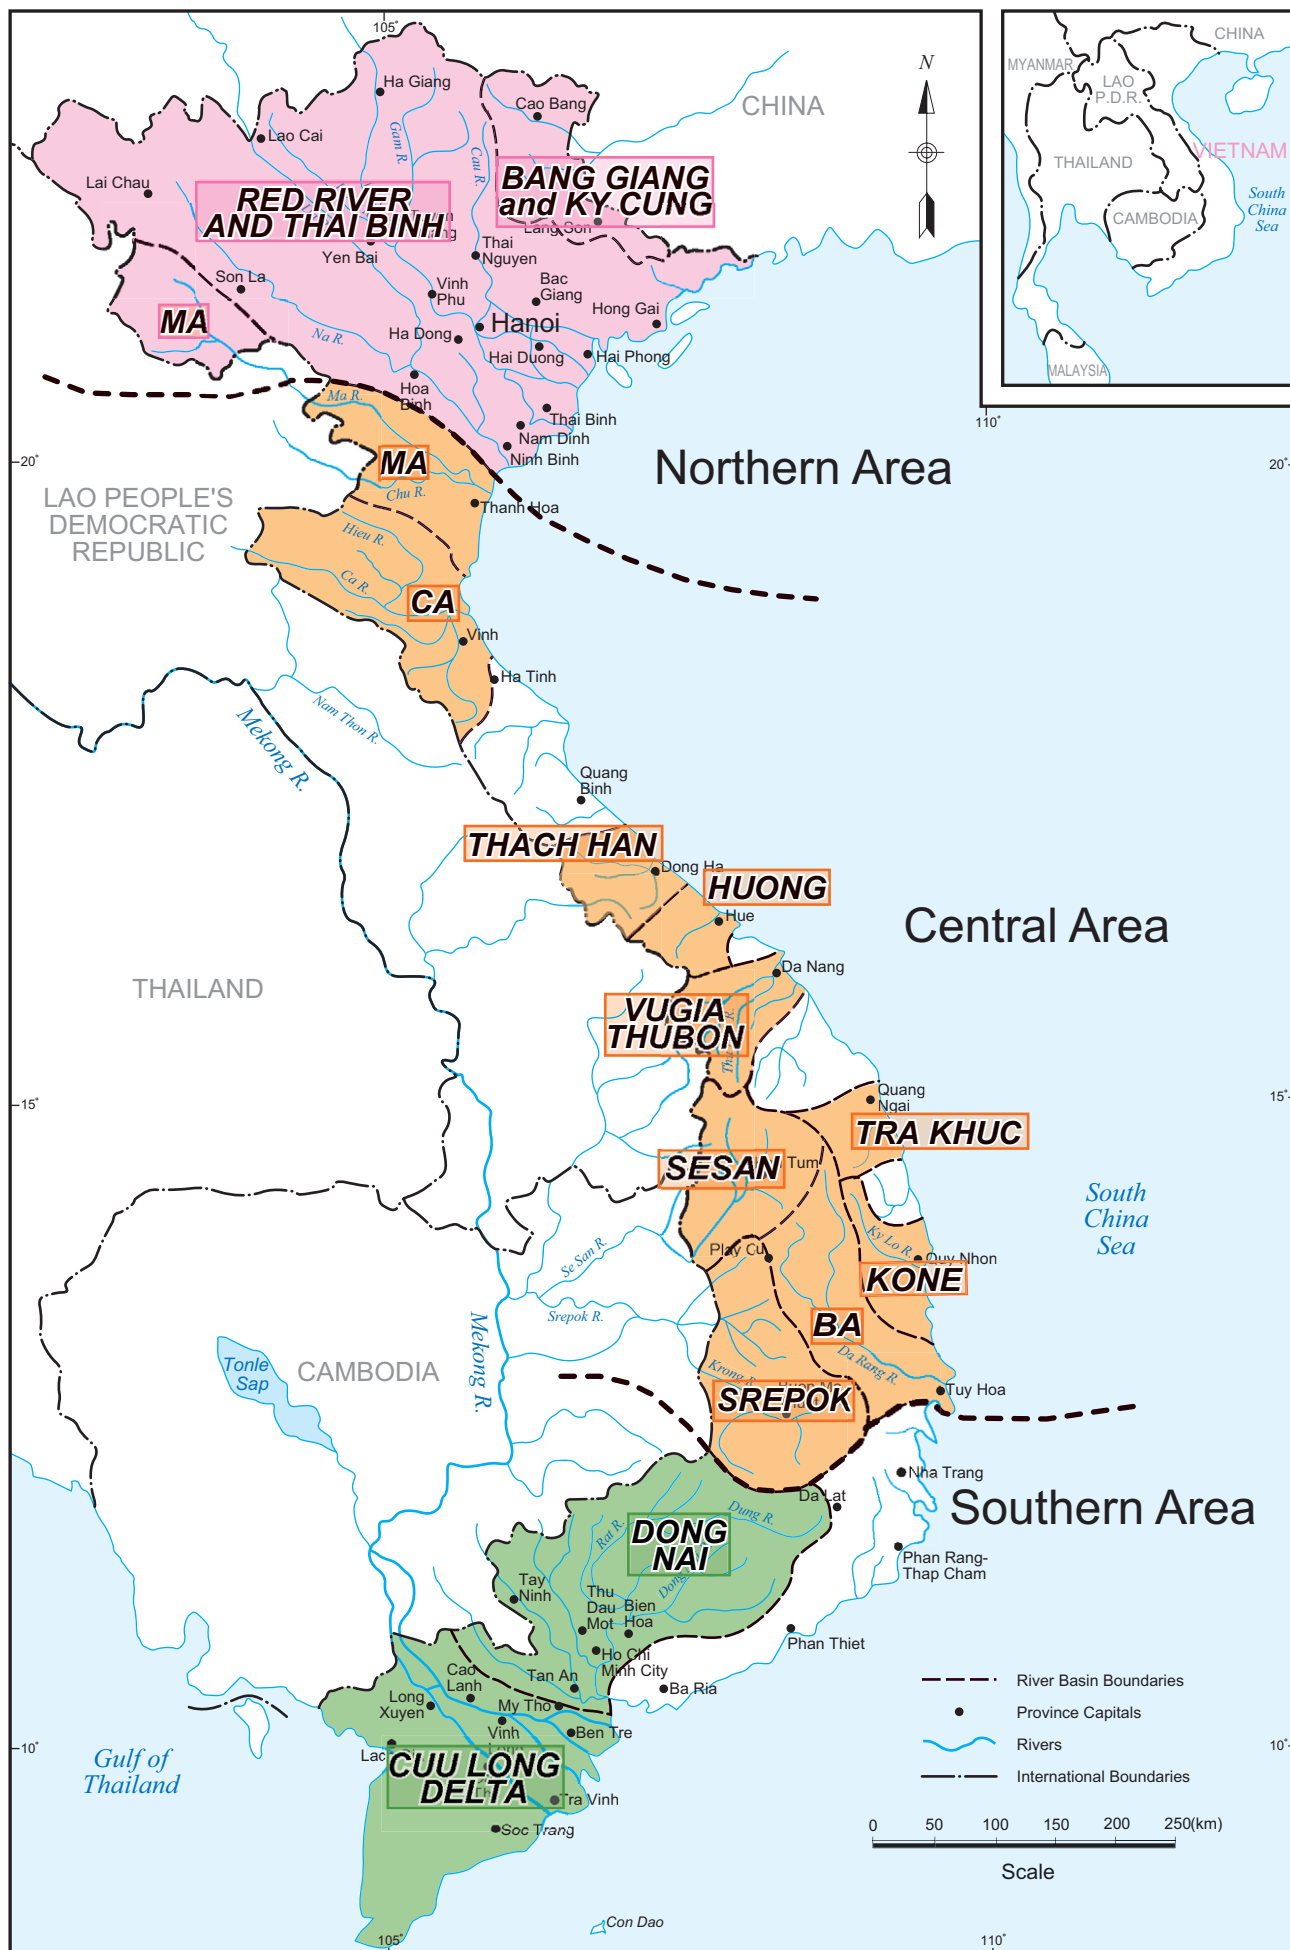 105°
CHINA
MYANMAR
LAO
P.D.R.
THAILAND
VIETNAM
CAMBODIA
South
China
Sea
MALAYSIA
N
CHINA
Ha Giang
Cao Bang
Lao Cai
Gam R.
Cau R.
Lai Chau
RED RIVER
AND THAI BINH
BANG GIANG
and KY CUNG
Lang Son
Yen Bai
Thai
Nguyen
Son La
Vinh
Phu
Bac
Giang
Hong Gai
MA
Na R.
Ha Dong
Hanoi
Hai Duong
Hai Phong
Hoa
Binh
Ma R.
Thai Binh
Nam Dinh
Ninh Binh
110°
20°
20°
Northern Area
MA
Chu R.
Thanh Hoa
LAO PEOPLE'S
DEMOCRATIC
REPUBLIC
Hieu R.
Ca R.
CA
Vinh
Ha Tinh
Nam Thon R.
Mekong R.
Quang
Binh
THACH HAN
Dong Ha
HUONG
Hue
Central Area
Da Nang
THAILAND
VUGIA
THUBON
15°
15°
Quang
Ngai
TRA KHUC
SESAN
Tum
South
China
Sea
Ky Lo R.
Se San R.
Play Cu
Quy Nhon
KONE
Srepok R.
Mekong R.
BA
Tonle
Sap
CAMBODIA
Da Rang R.
Krong R.
SREPOK
Tuy Hoa
Nha Trang
Da Lat
Southern Area
Dung R.
Rat R.
DONG
NAI
Phan Rang-
Thap Cham
Tay
Ninh
Thu
Dau
Mot
Bien
Hoa
Ho Chi
Minh City
Phan Thiet
Cao
Lanh
Tan An
Ba Ria
Long
Xuyen
My Tho
Vinh
Ben Tre
CUU LONG
DELTA
Tra Vinh
Soc Trang
10°
10°
Gulf of
Thailand
River Basin Boundaries
Province Capitals
Rivers
International Boundaries
0 50 100 150 200 250(km)
Scale
Con Dao
105°
110°